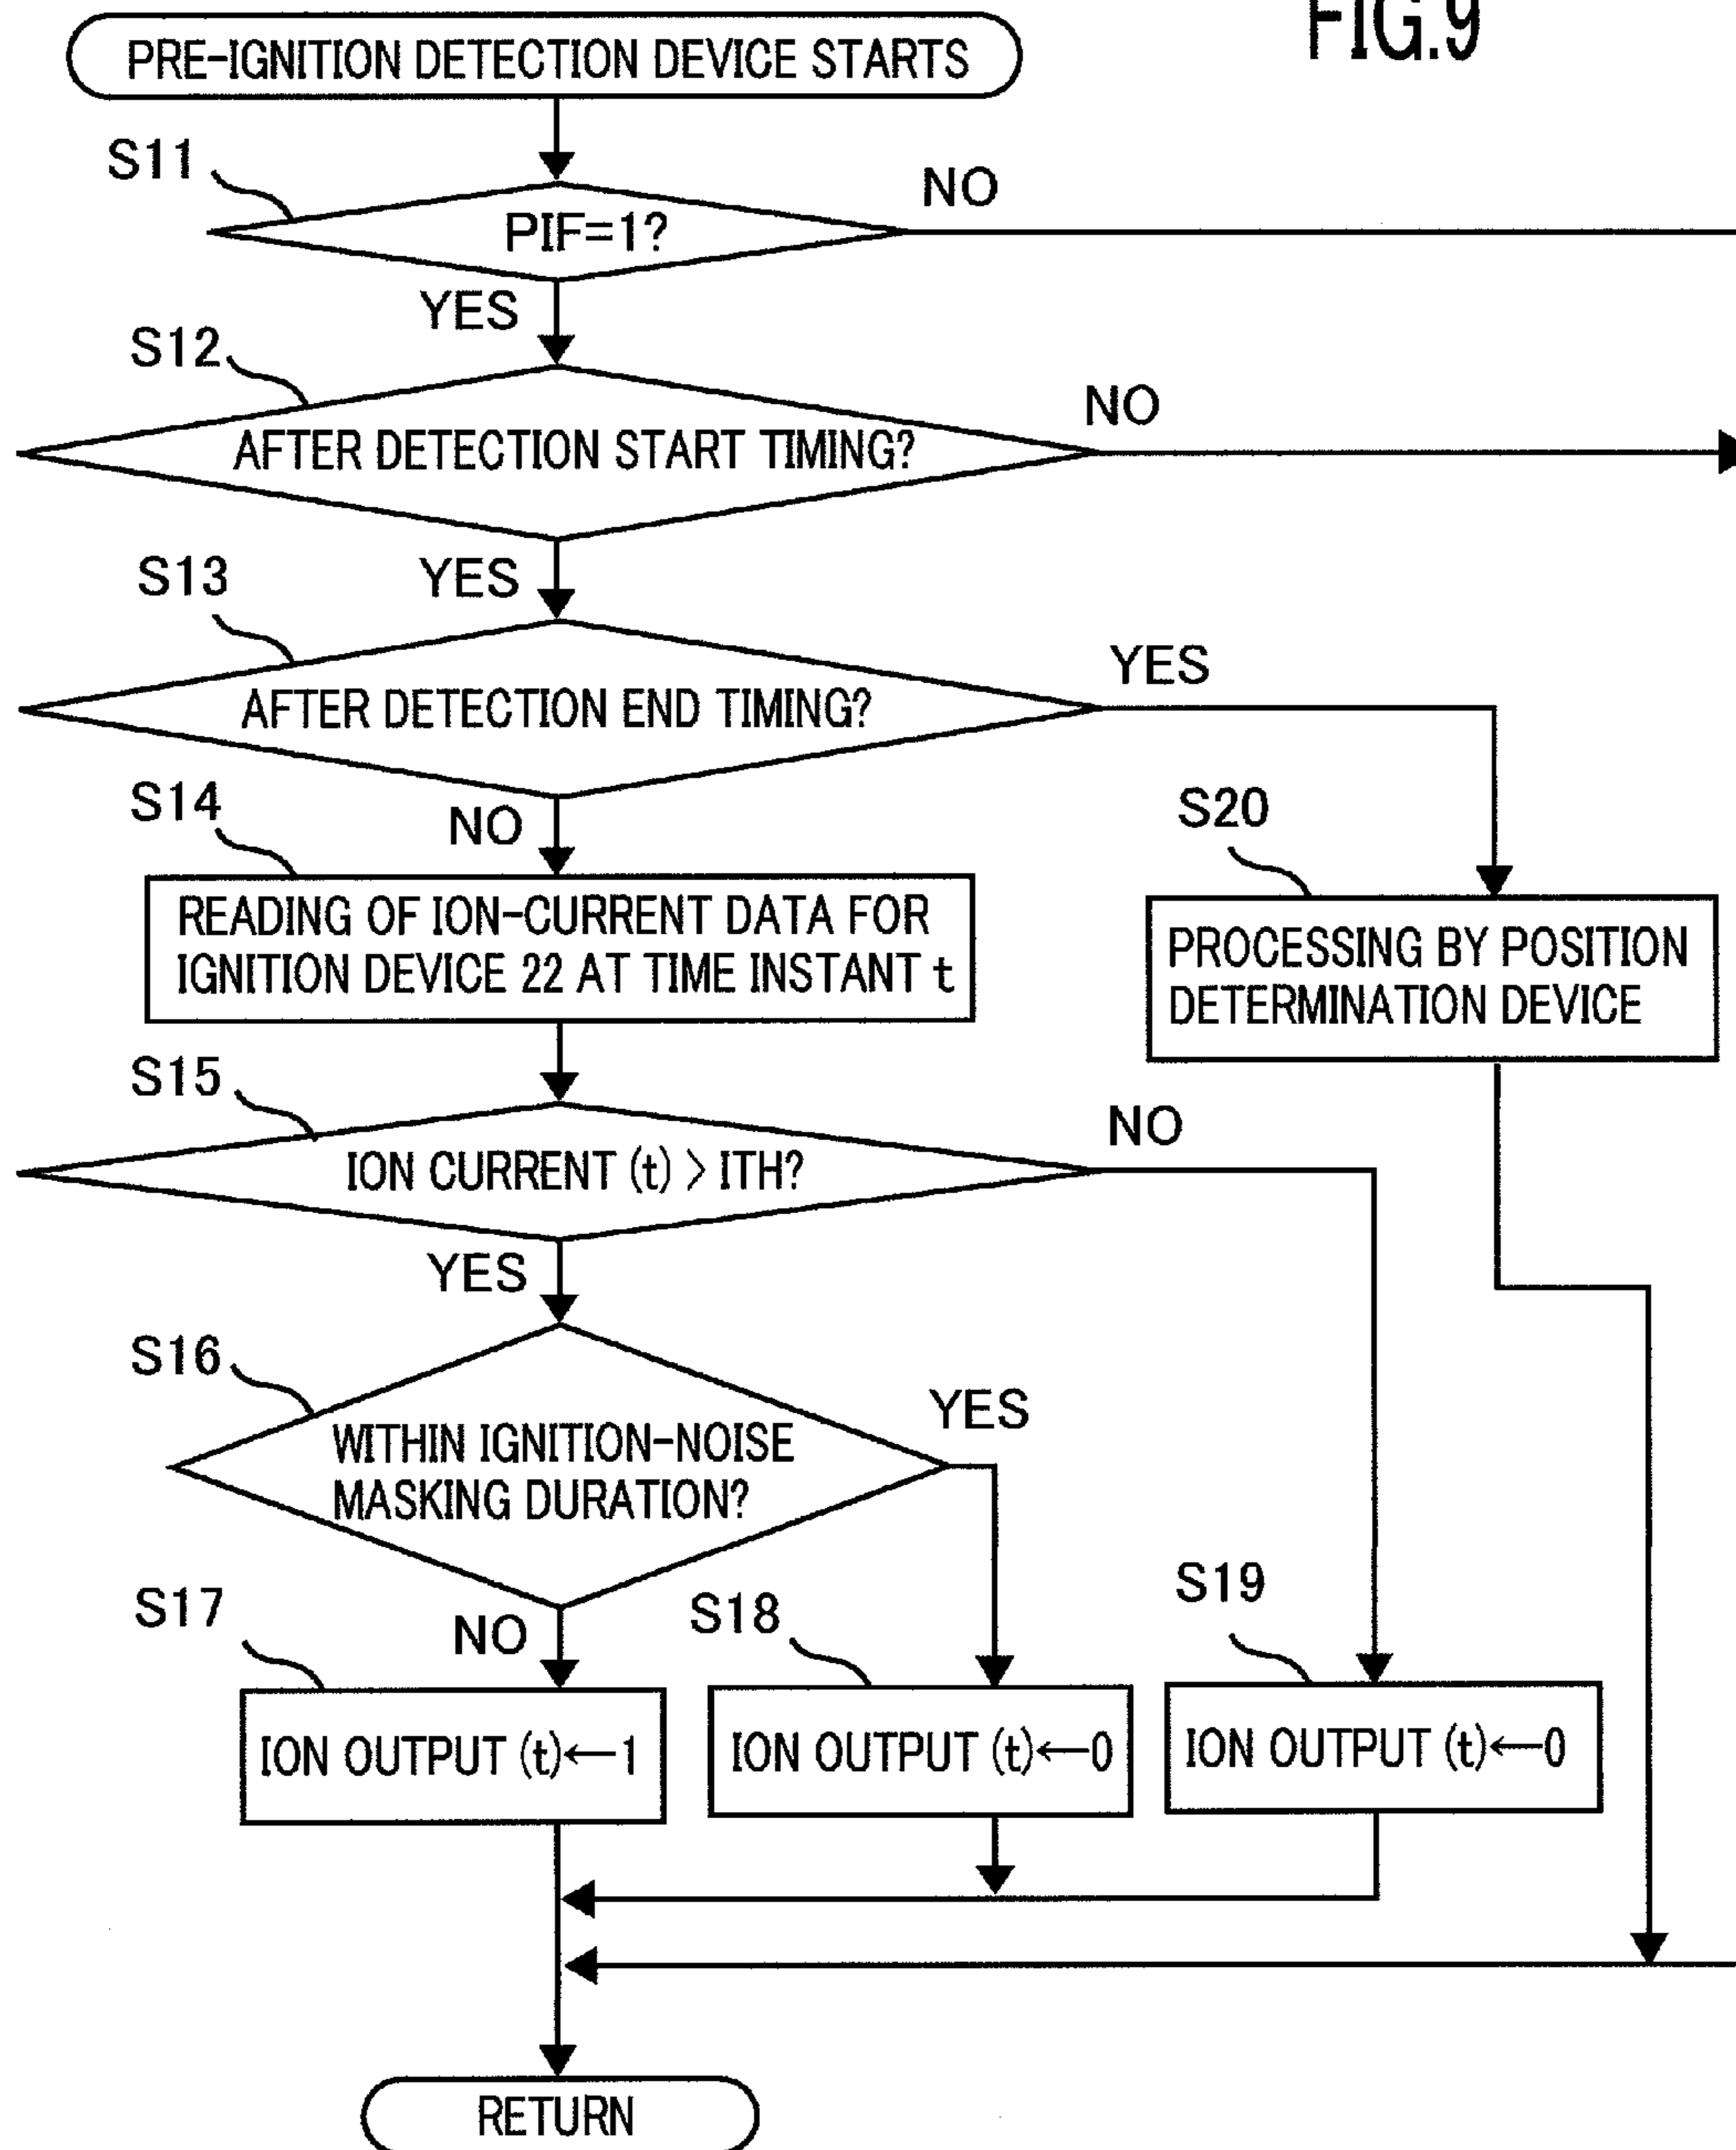 FIG.9
PRE-IGNITION DETECTION DEVICE STARTS
S11
PIF=1?
NO
YES
S12
AFTER DETECTION START TIMING?
NO
YES
S13
AFTER DETECTION END TIMING?
YES
NO
S14
READING OF ION-CURRENT DATA FOR
IGNITION DEVICE 22 AT TIME INSTANT t
S20
PROCESSING BY POSITION
DETERMINATION DEVICE
S15
ION CURRENT (t) > ITH?
NO
YES
S16
WITHIN IGNITION-NOISE
MASKING DURATION?
YES
NO
S17
ION OUTPUT (t)←1
S18
ION OUTPUT (t)←0
S19
ION OUTPUT (t)←0
RETURN